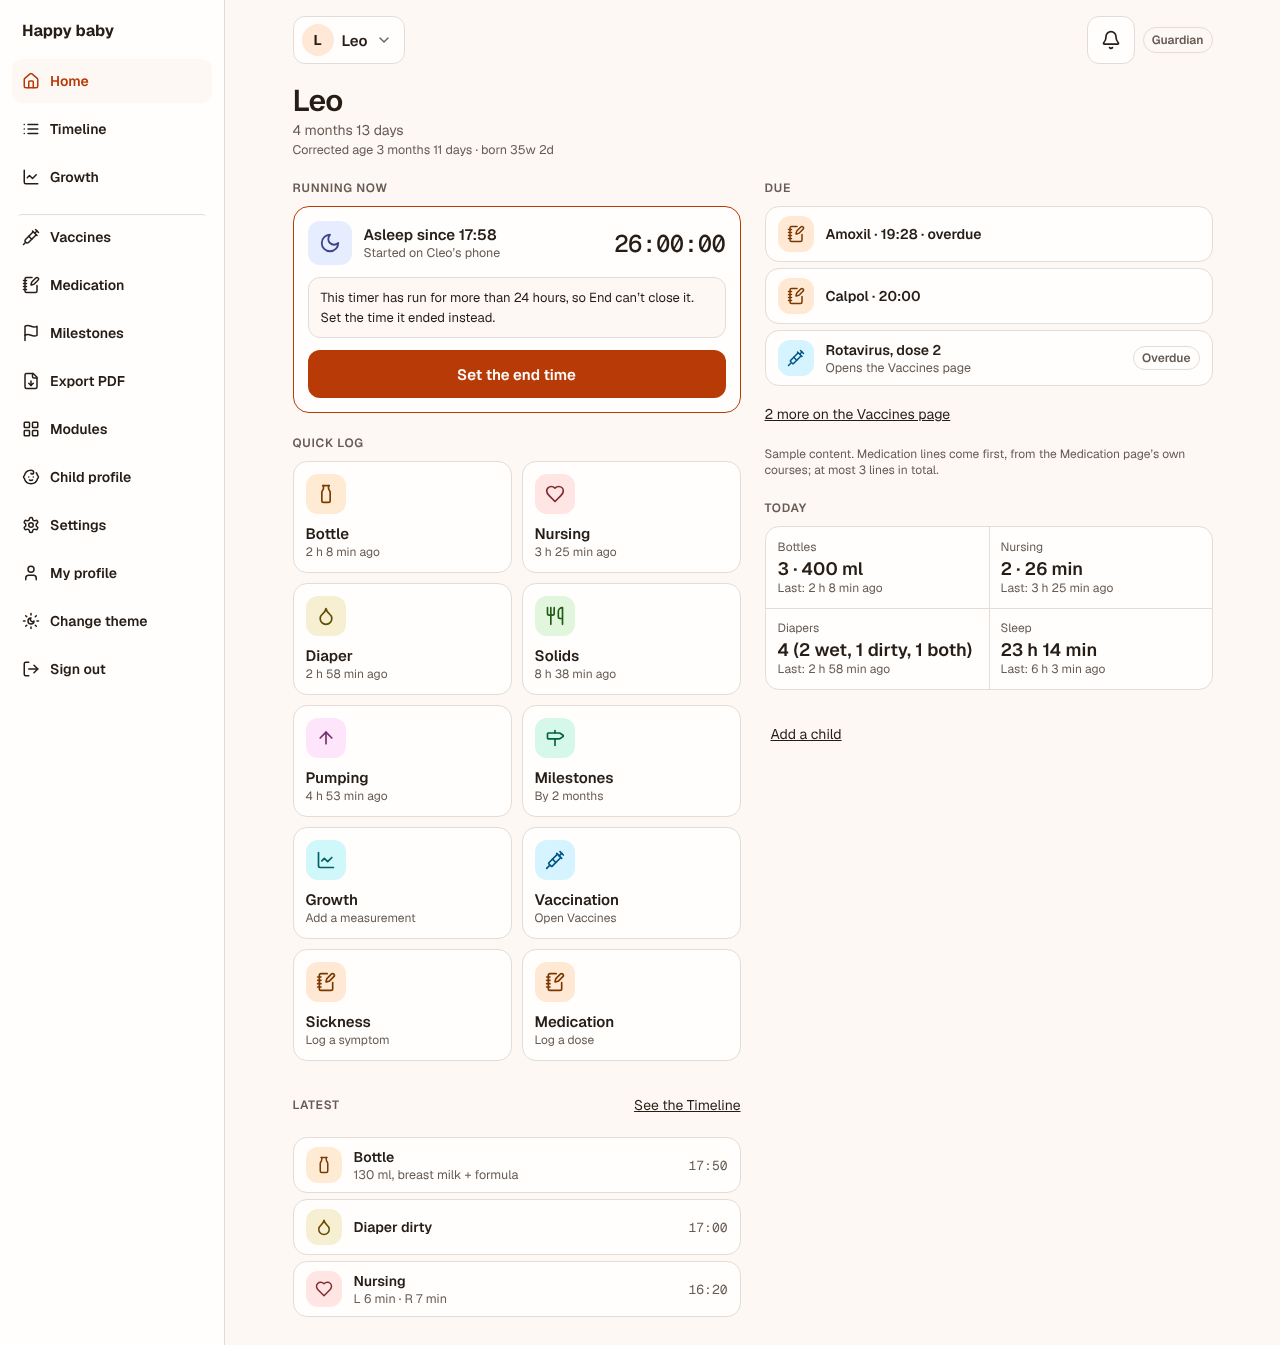 Happy baby
Home
Timeline
Growth
Vaccines
Medication
Milestones
Export PDF
Modules
Child profile
Settings
My profile
Change theme
Sign out
L Leo
Guardian
Leo
4 months 13 days
Corrected age 3 months 11 days · born 35w 2d
RUNNING NOW
Asleep since 17:58
Started on Cleo's phone
26:00:00
This timer has run for more than 24 hours, so End can't close it.
Set the time it ended instead.
Set the end time
QUICK LOG
Bottle
2 h 8 min ago
Nursing
3 h 25 min ago
Diaper
2 h 58 min ago
Solids
8 h 38 min ago
Pumping
4 h 53 min ago
Milestones
By 2 months
Growth
Add a measurement
Vaccination
Open Vaccines
Sickness
Log a symptom
Medication
Log a dose
LATEST
See the Timeline
Bottle
130 ml, breast milk + formula
17:50
Diaper dirty
17:00
Nursing
L 6 min · R 7 min
16:20
DUE
Amoxil · 19:28 · overdue
Calpol · 20:00
Rotavirus, dose 2
Opens the Vaccines page
Overdue
2 more on the Vaccines page
Sample content. Medication lines come first, from the Medication page's own
courses; at most 3 lines in total.
TODAY
Bottles
3 · 400 ml
Last: 2 h 8 min ago
Nursing
2 · 26 min
Last: 3 h 25 min ago
Diapers
4 (2 wet, 1 dirty, 1 both)
Last: 2 h 58 min ago
Sleep
23 h 14 min
Last: 6 h 3 min ago
Add a child